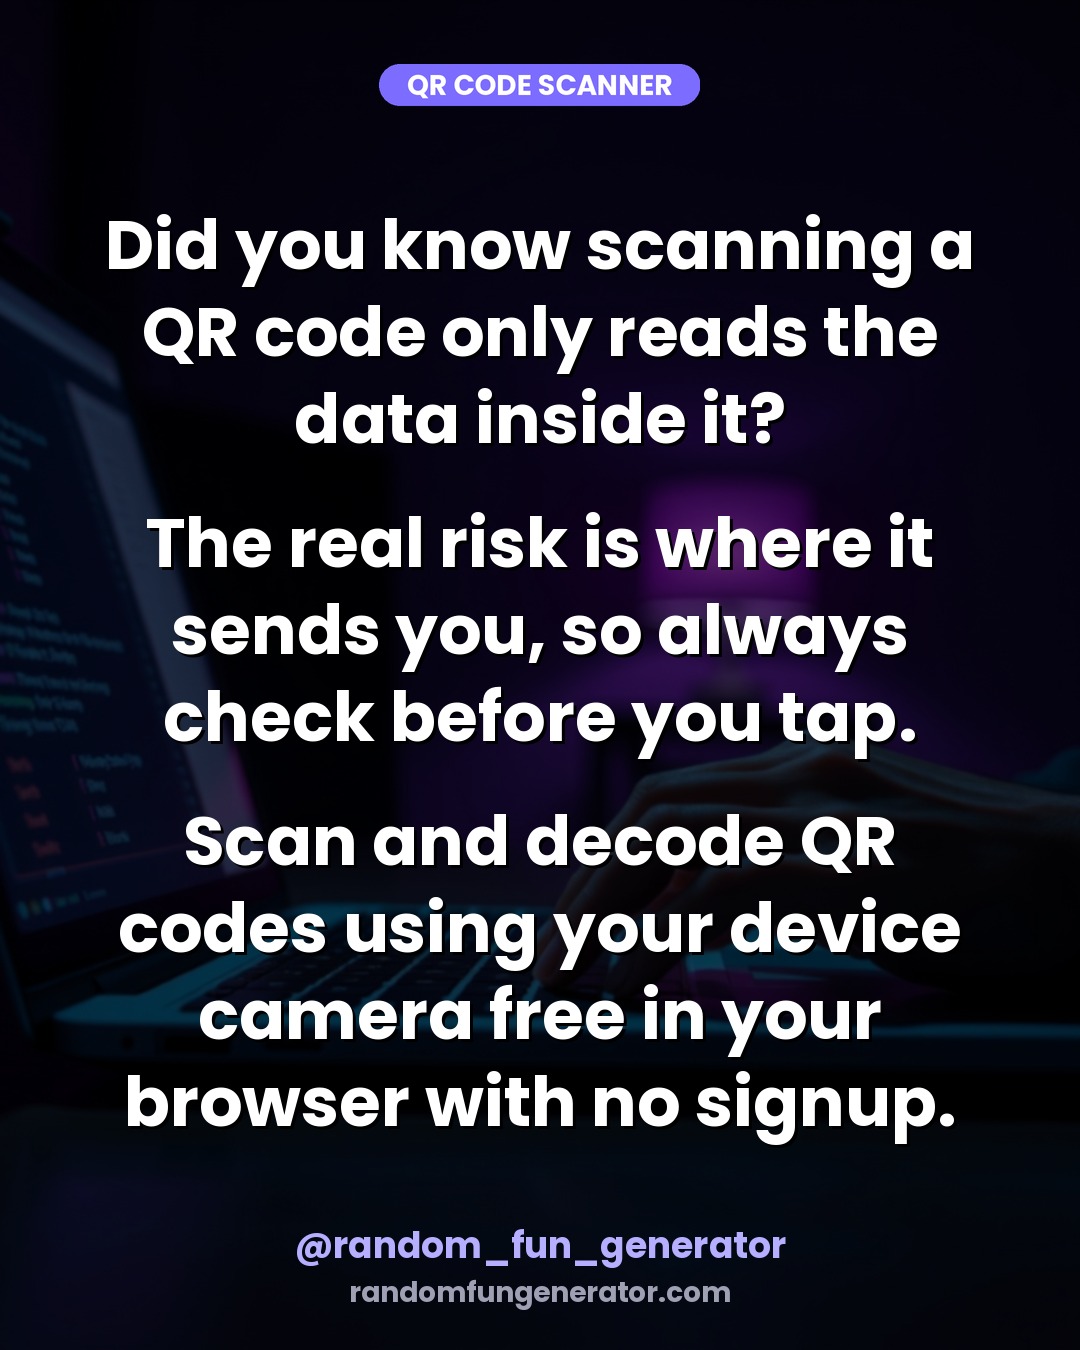 QR CODE SCANNER
Did you know scanning a
QR code only reads the
data inside it?
The real risk is where it
sends you, so always
check before you tap.
Scan and decode QR
codes using your device
camera free in your
browser with no signup.
@random_fun_generator
randomfungenerator.com